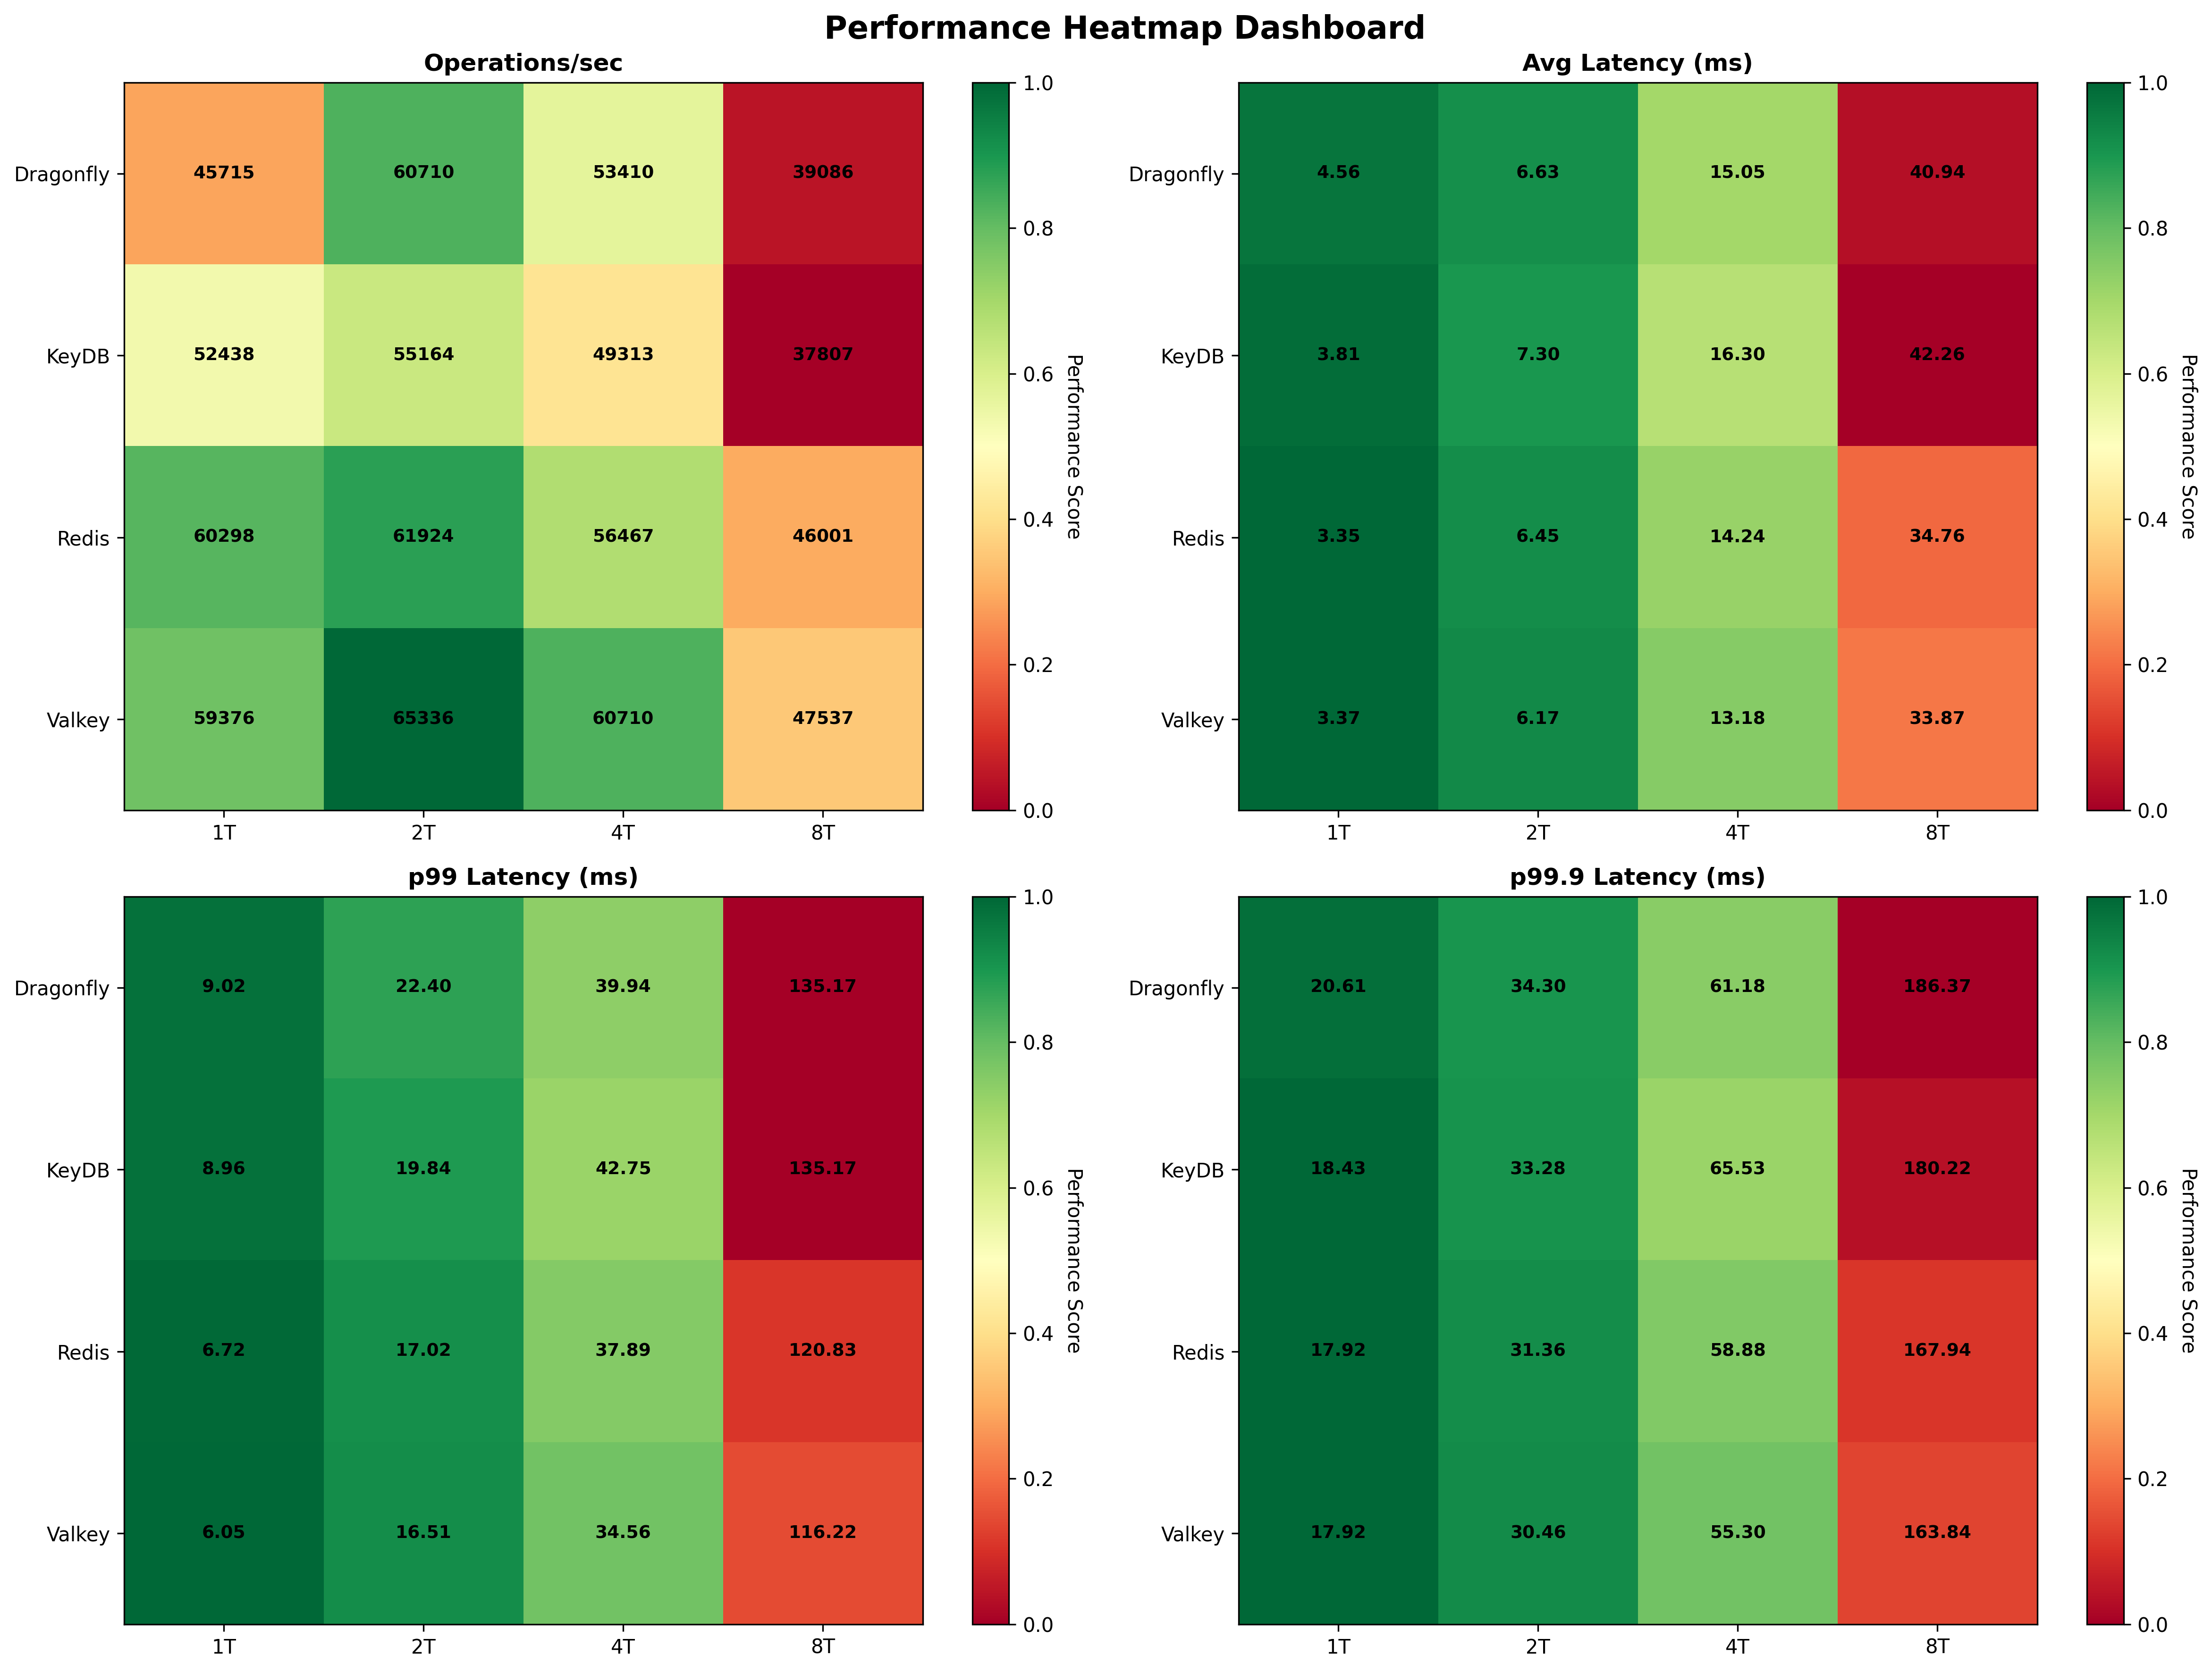 Performance Heatmap Dashboard
Operations/sec
Dragonfly 45715 60710 53410 39086
KeyDB 52438 55164 49313 37807
Redis 60298 61924 56467 46001
Valkey 59376 65336 60710 47537
1T 2T 4T 8T
1.0
0.8
0.6
0.4
0.2
0.0
Performance Score
Avg Latency (ms)
Dragonfly 4.56 6.63 15.05 40.94
KeyDB 3.81 7.30 16.30 42.26
Redis 3.35 6.45 14.24 34.76
Valkey 3.37 6.17 13.18 33.87
1T 2T 4T 8T
1.0
0.8
0.6
0.4
0.2
0.0
Performance Score
p99 Latency (ms)
Dragonfly 9.02 22.40 39.94 135.17
KeyDB 8.96 19.84 42.75 135.17
Redis 6.72 17.02 37.89 120.83
Valkey 6.05 16.51 34.56 116.22
1T 2T 4T 8T
1.0
0.8
0.6
0.4
0.2
0.0
Performance Score
p99.9 Latency (ms)
Dragonfly 20.61 34.30 61.18 186.37
KeyDB 18.43 33.28 65.53 180.22
Redis 17.92 31.36 58.88 167.94
Valkey 17.92 30.46 55.30 163.84
1T 2T 4T 8T
1.0
0.8
0.6
0.4
0.2
0.0
Performance Score